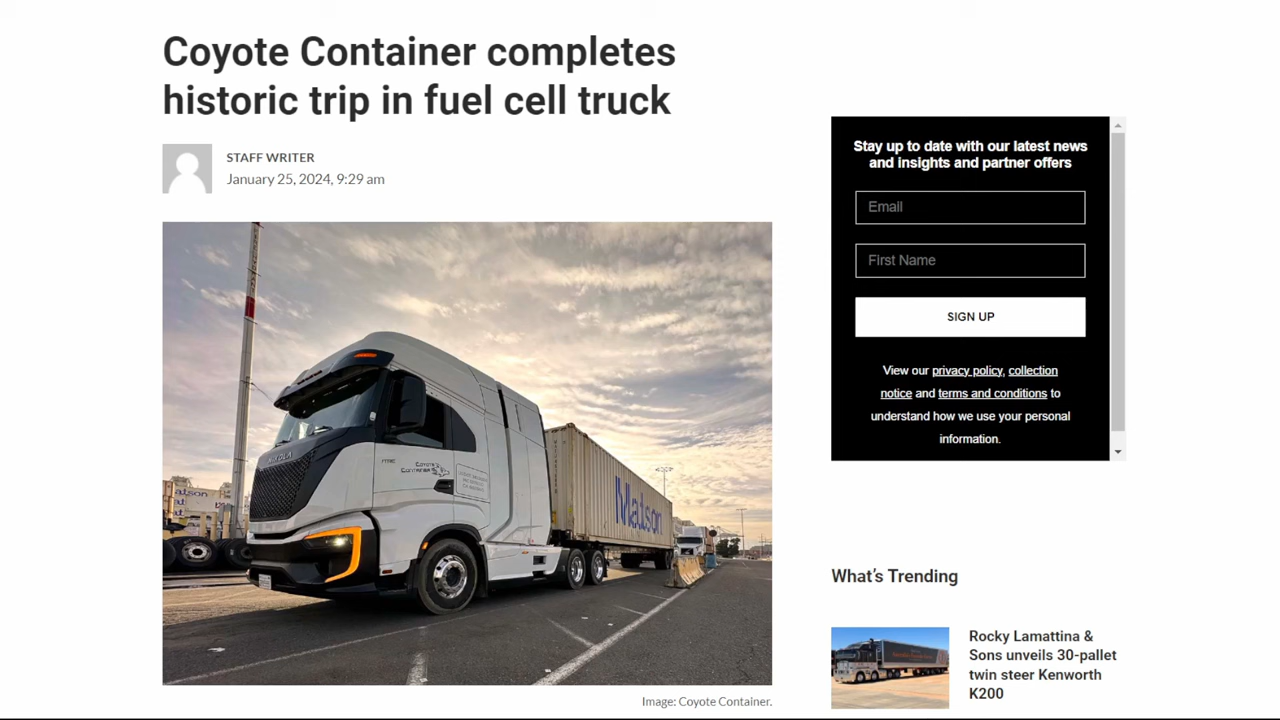 Coyote Container completes
historic trip in fuel cell truck
STAFF WRITER
January 25, 2024, 9:29 am
NIKOLA
COYOTE
CONTAINER
Matson
Image: Coyote Container.
Stay up to date with our latest news
and insights and partner offers
Email
First Name
SIGN UP
View our privacy policy, collection
notice and terms and conditions to
understand how we use your personal
information.
What's Trending
Rocky Lamattina &
Sons unveils 30-pallet
twin steer Kenworth
K200